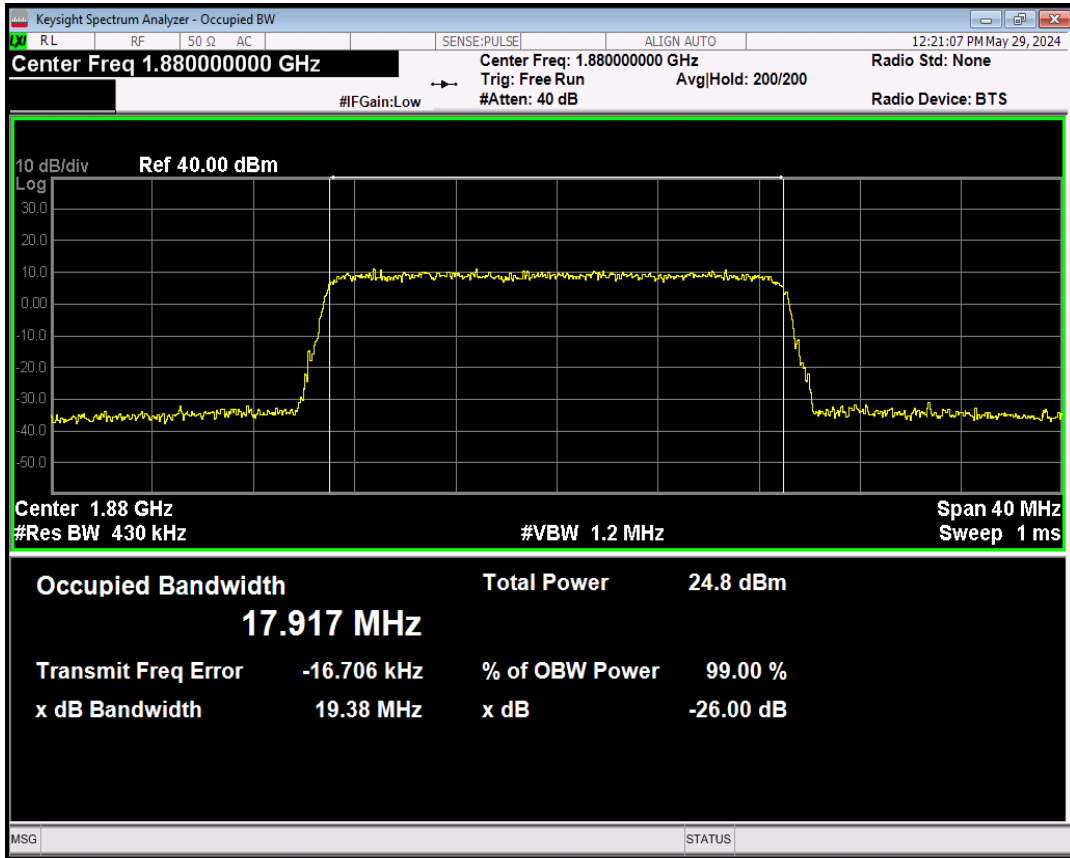 Keysight Spectrum Analyzer - Occupied BW
LXI RL RF 50 Ω AC SENSE:PULSE ALIGN AUTO 12:21:07 PM May 29, 2024
Center Freq 1.880000000 GHz Center Freq: 1.880000000 GHz Radio Std: None
Trig: Free Run Avg|Hold: 200/200
#IFGain:Low #Atten: 40 dB Radio Device: BTS
10 dB/div Ref 40.00 dBm
Log
30.0
20.0
10.0
0.00
-10.0
-20.0
-30.0
-40.0
-50.0
Center 1.88 GHz Span 40 MHz
#Res BW 430 kHz #VBW 1.2 MHz Sweep 1 ms
Occupied Bandwidth Total Power 24.8 dBm
17.917 MHz
Transmit Freq Error -16.706 kHz % of OBW Power 99.00 %
x dB Bandwidth 19.38 MHz x dB -26.00 dB
MSG STATUS